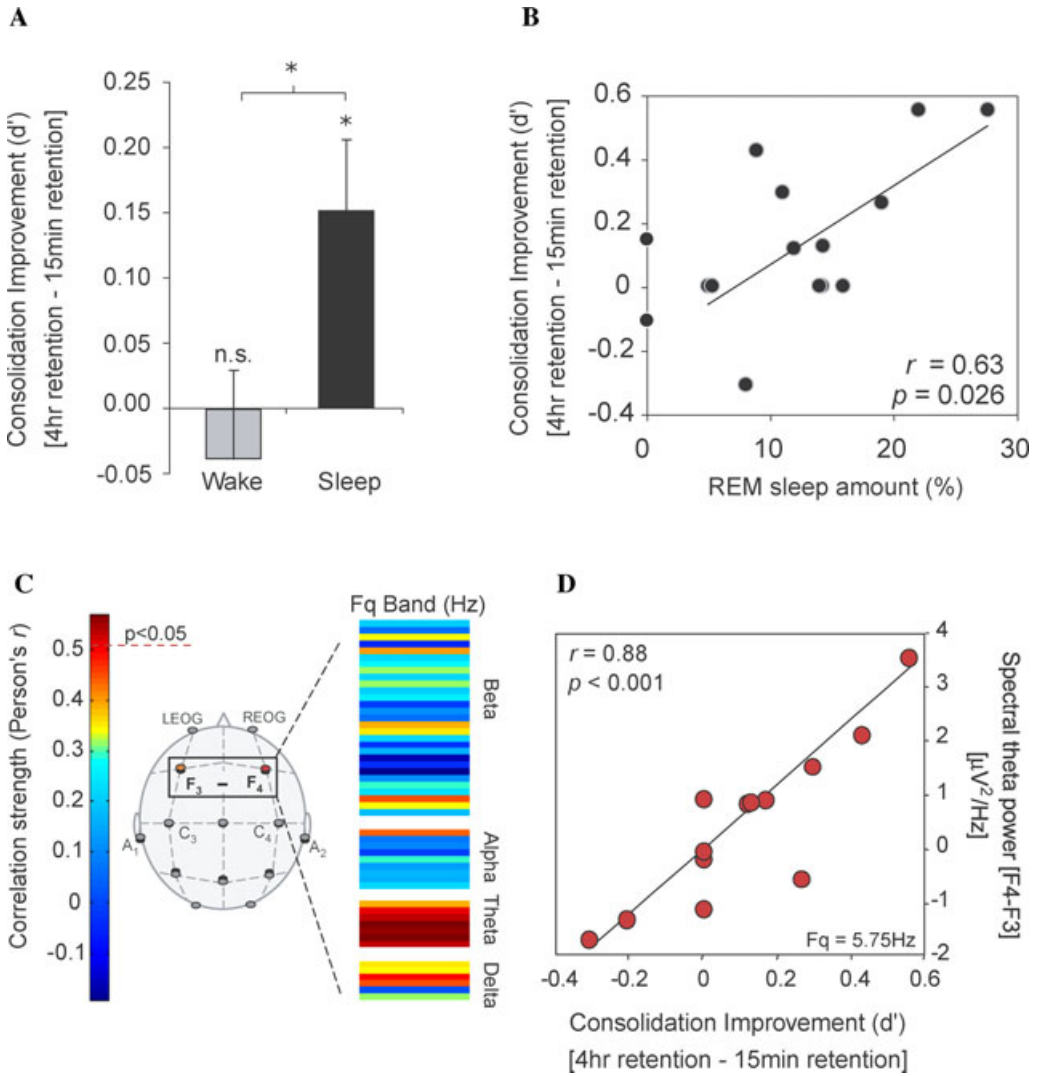 A
Consolidation Improvement (d')
[4hr retention - 15min retention]
0.25
0.20
0.15
0.10
0.05
0.00
-0.05
*
*
n.s.
Wake
Sleep
B
Consolidation Improvement (d')
[4hr retention - 15min retention]
0.6
0.4
0.2
0
-0.2
-0.4
r = 0.63
p = 0.026
0
10
20
30
REM sleep amount (%)
C
Correlation strength (Person's r)
0.5
0.4
0.3
0.2
0.1
0
-0.1
p<0.05
LEOG
REOG
F3 – F4
C3
C4
A1
A2
Fq Band (Hz)
Beta
Alpha
Theta
Delta
D
r = 0.88
p < 0.001
4
3
2
1
0
-1
-2
Spectral theta power [F4-F3]
[µV²/Hz]
Fq = 5.75Hz
-0.4
-0.2
0
0.2
0.4
0.6
Consolidation Improvement (d')
[4hr retention - 15min retention]